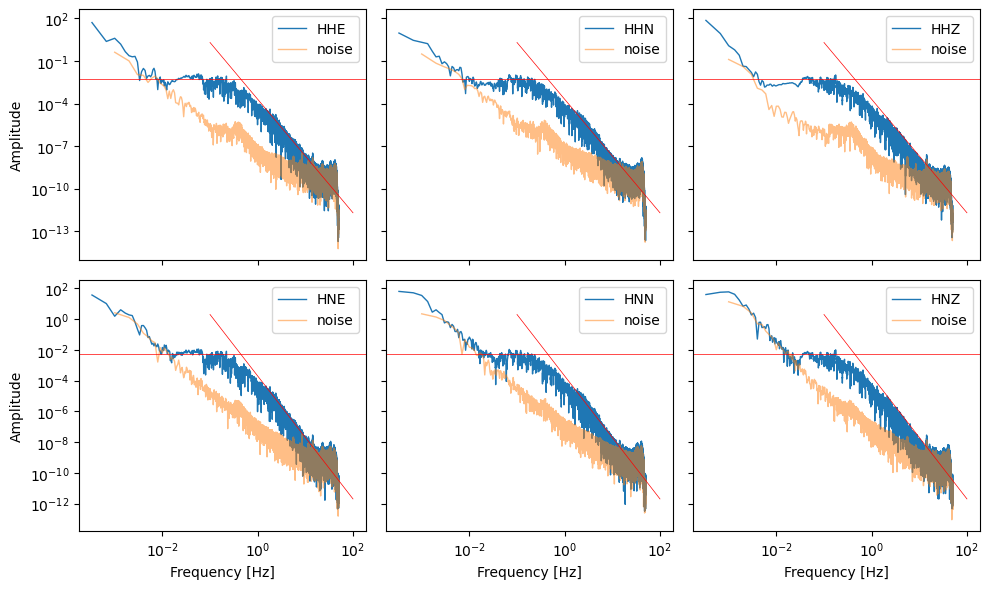 HHE
noise
HHN
noise
HHZ
noise
Amplitude
10^2
10^-1
10^-4
10^-7
10^-10
10^-13
HNE
noise
HNN
noise
HNZ
noise
Amplitude
10^2
10^0
10^-2
10^-4
10^-6
10^-8
10^-10
10^-12
10^-2 10^0 10^2
10^-2 10^0 10^2
10^-2 10^0 10^2
Frequency [Hz]
Frequency [Hz]
Frequency [Hz]